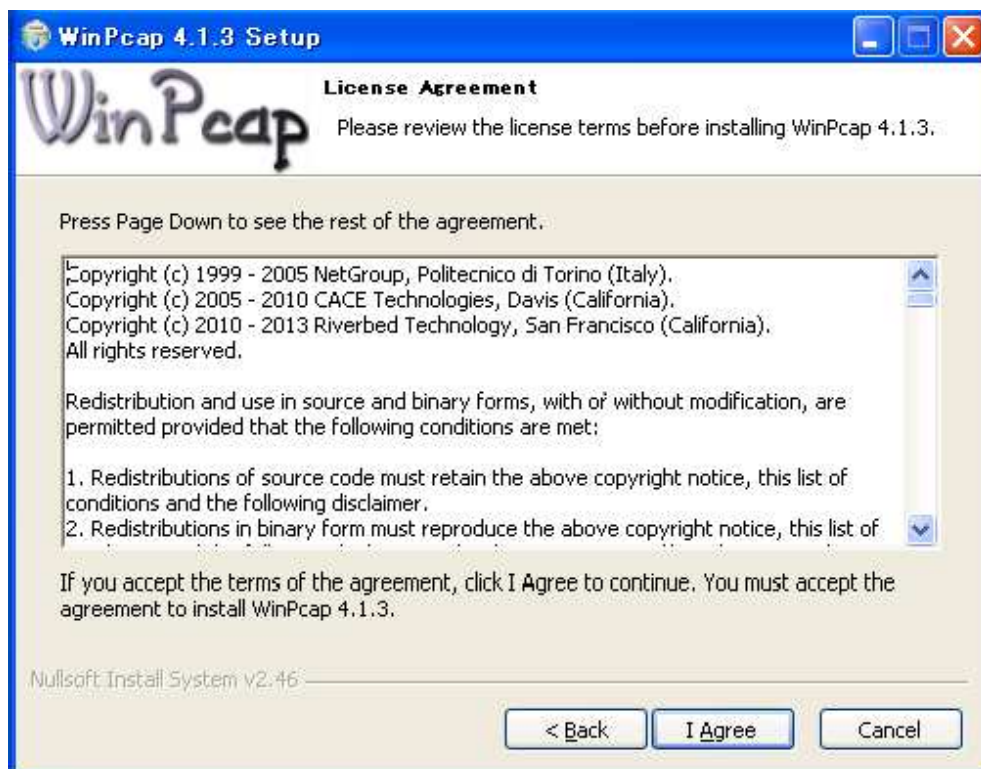 WinPcap 4.1.3 Setup
WinPcap
License Agreement
Please review the license terms before installing WinPcap 4.1.3.
Press Page Down to see the rest of the agreement.
Copyright (c) 1999 - 2005 NetGroup, Politecnico di Torino (Italy).
Copyright (c) 2005 - 2010 CACE Technologies, Davis (California).
Copyright (c) 2010 - 2013 Riverbed Technology, San Francisco (California).
All rights reserved.
Redistribution and use in source and binary forms, with or without modification, are
permitted provided that the following conditions are met:
1. Redistributions of source code must retain the above copyright notice, this list of
conditions and the following disclaimer.
2. Redistributions in binary form must reproduce the above copyright notice, this list of
If you accept the terms of the agreement, click I Agree to continue. You must accept the
agreement to install WinPcap 4.1.3.
Nullsoft Install System v2.46
< Back
I Agree
Cancel